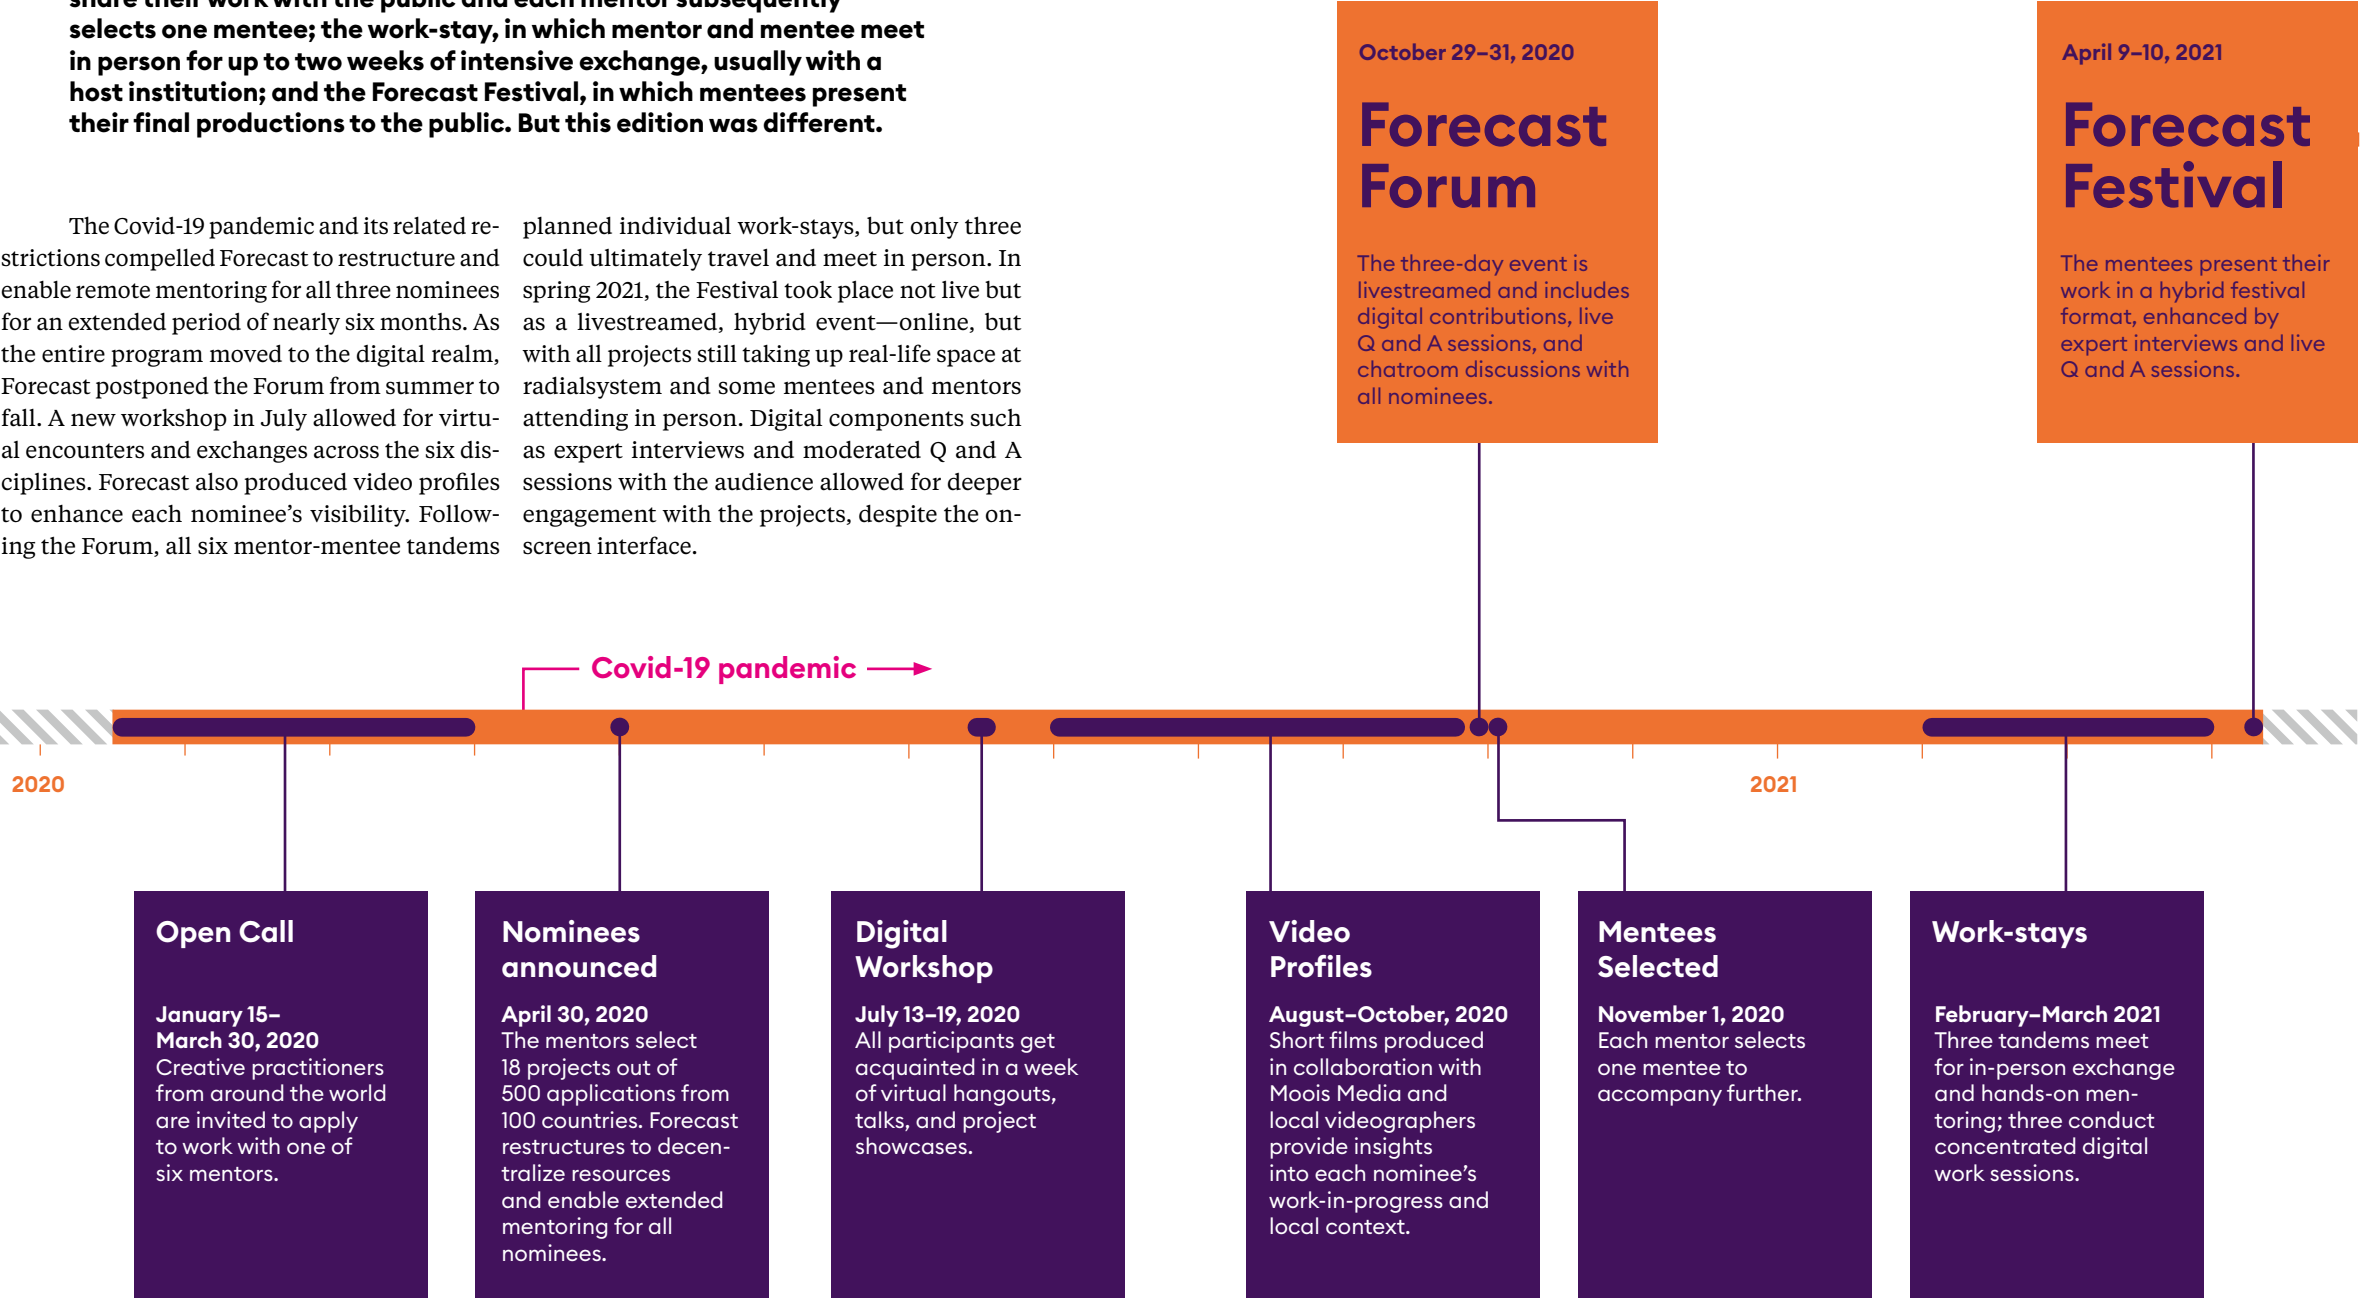 share their work with the public and each mentor subsequently
selects one mentee; the work-stay, in which mentor and mentee meet
in person for up to two weeks of intensive exchange, usually with a
host institution; and the Forecast Festival, in which mentees present
their final productions to the public. But this edition was different.
The Covid-19 pandemic and its related re-
strictions compelled Forecast to restructure and
enable remote mentoring for all three nominees
for an extended period of nearly six months. As
the entire program moved to the digital realm,
Forecast postponed the Forum from summer to
fall. A new workshop in July allowed for virtu-
al encounters and exchanges across the six dis-
ciplines. Forecast also produced video profiles
to enhance each nominee’s visibility. Follow-
ing the Forum, all six mentor-mentee tandems
planned individual work-stays, but only three
could ultimately travel and meet in person. In
spring 2021, the Festival took place not live but
as a livestreamed, hybrid event—online, but
with all projects still taking up real-life space at
radialsystem and some mentees and mentors
attending in person. Digital components such
as expert interviews and moderated Q and A
sessions with the audience allowed for deeper
engagement with the projects, despite the on-
screen interface.
October 29–31, 2020
Forecast
Forum
The three-day event is
livestreamed and includes
digital contributions, live
Q and A sessions, and
chatroom discussions with
all nominees.
April 9–10, 2021
Forecast
Festival
The mentees present their
work in a hybrid festival
format, enhanced by
expert interviews and live
Q and A sessions.
Covid-19 pandemic
2020
2021
Open Call
January 15–
March 30, 2020
Creative practitioners
from around the world
are invited to apply
to work with one of
six mentors.
Nominees
announced
April 30, 2020
The mentors select
18 projects out of
500 applications from
100 countries. Forecast
restructures to decen-
tralize resources
and enable extended
mentoring for all
nominees.
Digital
Workshop
July 13–19, 2020
All participants get
acquainted in a week
of virtual hangouts,
talks, and project
showcases.
Video
Profiles
August–October, 2020
Short films produced
in collaboration with
Moois Media and
local videographers
provide insights
into each nominee’s
work-in-progress and
local context.
Mentees
Selected
November 1, 2020
Each mentor selects
one mentee to
accompany further.
Work-stays
February–March 2021
Three tandems meet
for in-person exchange
and hands-on men-
toring; three conduct
concentrated digital
work sessions.